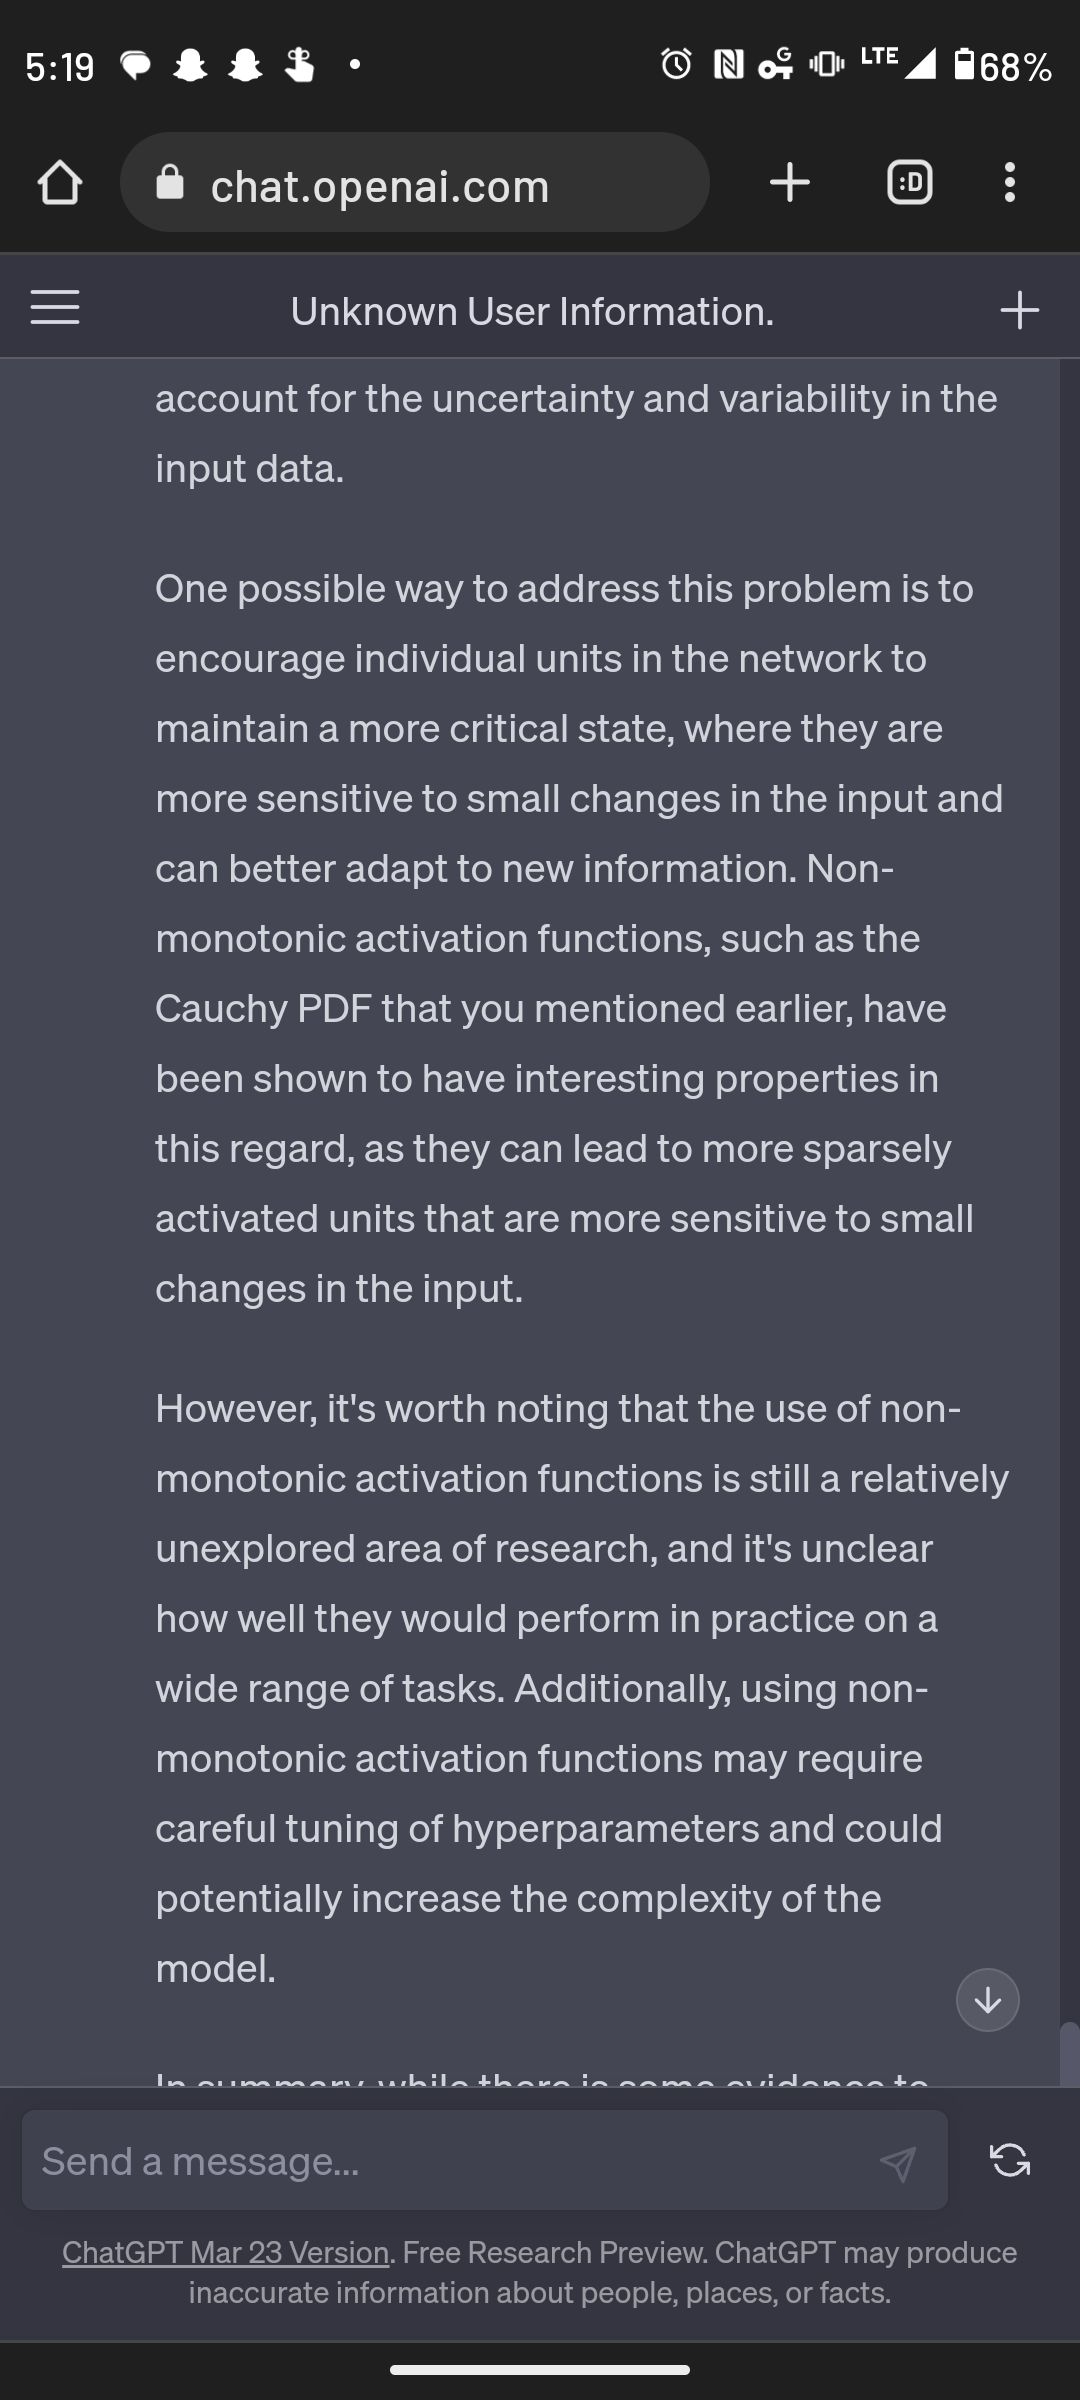 5:19
LTE
68%
chat.openai.com
:D
Unknown User Information.
account for the uncertainty and variability in the
input data.
One possible way to address this problem is to
encourage individual units in the network to
maintain a more critical state, where they are
more sensitive to small changes in the input and
can better adapt to new information. Non-
monotonic activation functions, such as the
Cauchy PDF that you mentioned earlier, have
been shown to have interesting properties in
this regard, as they can lead to more sparsely
activated units that are more sensitive to small
changes in the input.
However, it's worth noting that the use of non-
monotonic activation functions is still a relatively
unexplored area of research, and it's unclear
how well they would perform in practice on a
wide range of tasks. Additionally, using non-
monotonic activation functions may require
careful tuning of hyperparameters and could
potentially increase the complexity of the
model.
In summary, while there is some evidence to
Send a message...
ChatGPT Mar 23 Version. Free Research Preview. ChatGPT may produce
inaccurate information about people, places, or facts.